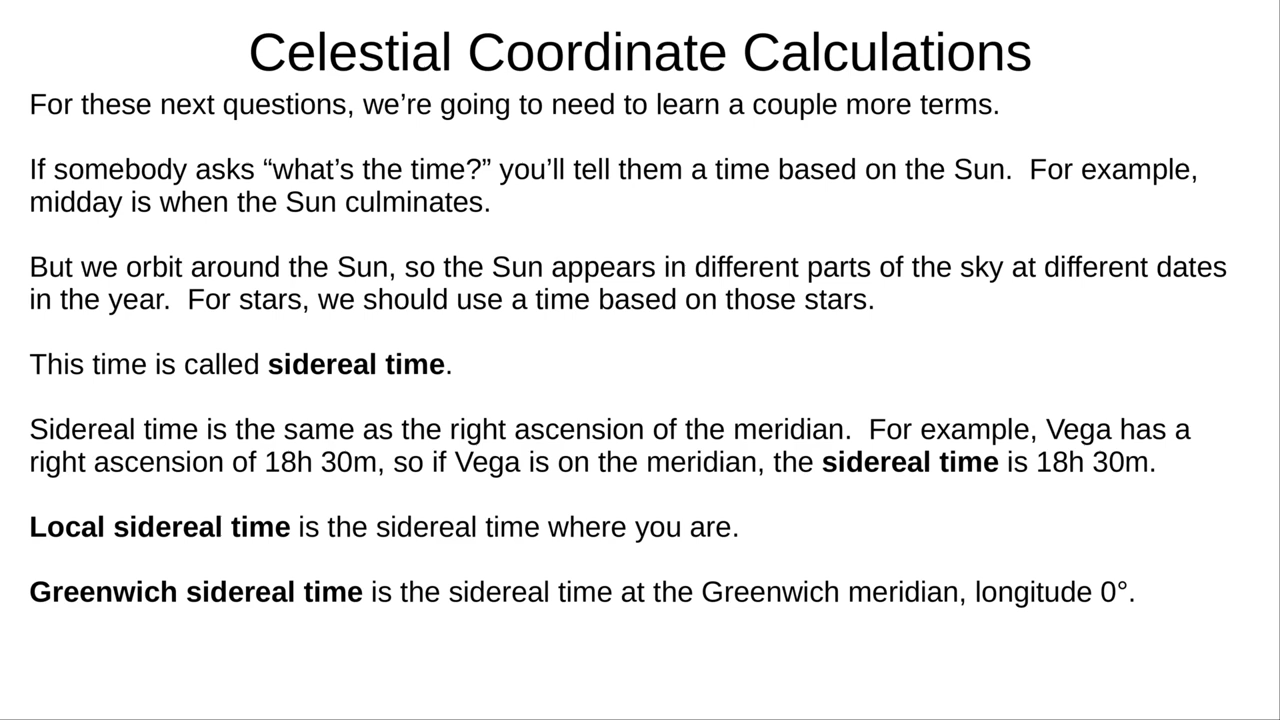 Celestial Coordinate Calculations
For these next questions, we’re going to need to learn a couple more terms.
If somebody asks “what’s the time?” you’ll tell them a time based on the Sun.  For example,
midday is when the Sun culminates.
But we orbit around the Sun, so the Sun appears in different parts of the sky at different dates
in the year.  For stars, we should use a time based on those stars.
This time is called sidereal time.
Sidereal time is the same as the right ascension of the meridian.  For example, Vega has a
right ascension of 18h 30m, so if Vega is on the meridian, the sidereal time is 18h 30m.
Local sidereal time is the sidereal time where you are.
Greenwich sidereal time is the sidereal time at the Greenwich meridian, longitude 0°.